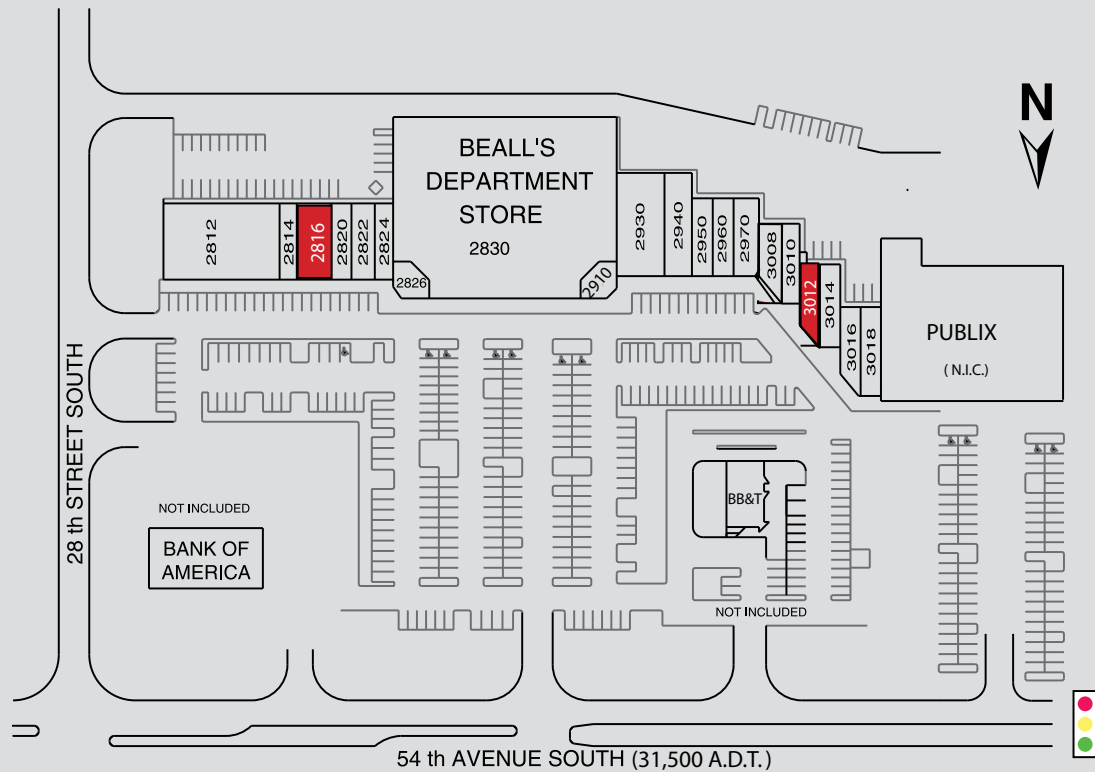 N
BEALL'S
DEPARTMENT
STORE
2830
2812
2814
2816
2820
2822
2824
2826
2910
2930
2940
2950
2960
2970
3008
3010
3012
3014
3016
3018
PUBLIX
( N.I.C.)
28 th STREET SOUTH
NOT INCLUDED
BANK OF
AMERICA
BB&T
NOT INCLUDED
54 th AVENUE SOUTH (31,500 A.D.T.)